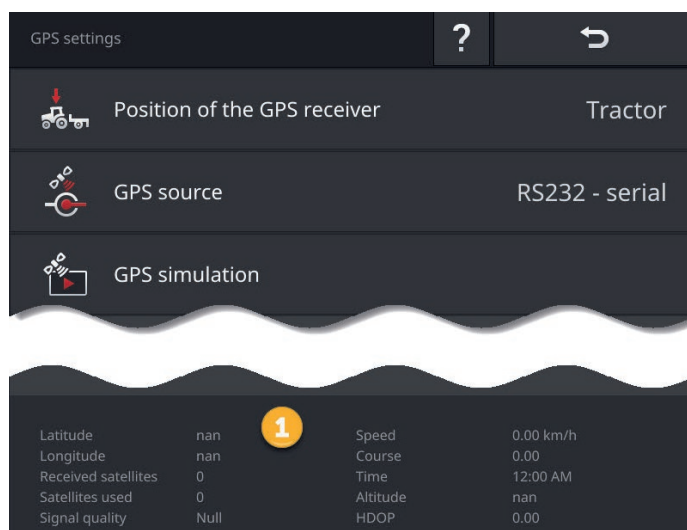 GPS settings ?
Position of the GPS receiver Tractor
GPS source RS232 - serial
GPS simulation
1
Latitude nan Speed 0.00 km/h
Longitude nan Course 0.00
Received satellites 0 Time 12:00 AM
Satellites used 0 Altitude nan
Signal quality Null HDOP 0.00